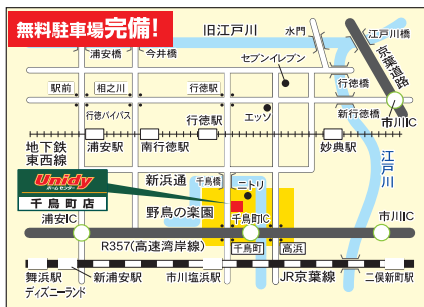 無料駐車場完備!
旧江戸川
水門
江戸川橋
浦安橋
今井橋
セブンイレブン
京葉道路
駅前
相之川
行徳駅
行徳橋
行徳バイパス
エッソ
新行徳橋
市川IC
地下鉄
東西線
浦安駅
南行徳駅
行徳駅
妙典駅
江戸川
新浜通
千鳥橋
ニトリ
Unidy
ホームセンター
千鳥町店
野鳥の楽園
浦安IC
千鳥町IC
市川IC
R357(高速湾岸線)
千鳥町
高浜
舞浜駅
ディズニーランド
新浦安駅
市川塩浜駅
JR京葉線
二俣新町駅